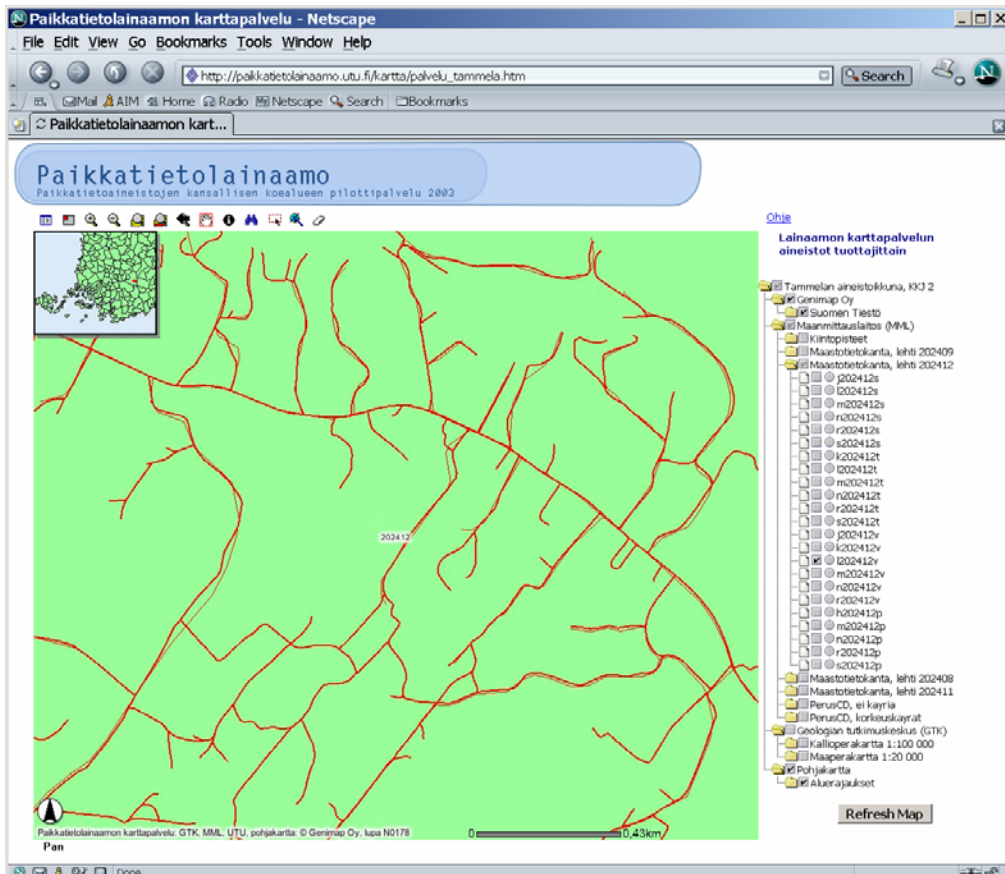 Paikkatietolainaamon karttapalvelu - Netscape
File Edit View Go Bookmarks Tools Window Help
http://paikkatietolainaamo.utu.fi/kartta/palvelu_tammela.htm
Search
N
Mail AIM Home Radio Netscape Search Bookmarks
Paikkatietolainaamon kart...
Paikkatietolainaamo
Paikkatietoaineistojen kansallisen koealueen pilottipalvelu 2003
Ohje
Lainaamon karttapalvelun
aineistot tuottajittain
Tammelan aineistoikkuna, KKJ 2
Genimap Oy
Suomen Tiestö
Maanmittauslaitos (MML)
Kiintopisteet
Maastotietokanta, lehti 202409
Maastotietokanta, lehti 202412
j202412s
l202412s
m202412s
n202412s
r202412s
s202412s
k202412t
l202412t
m202412t
n202412t
r202412t
s202412t
j202412v
k202412v
l202412v
m202412v
n202412v
r202412v
h202412p
m202412p
n202412p
r202412p
s202412p
Maastotietokanta, lehti 202408
Maastotietokanta, lehti 202411
PerusCD, ei kayria
PerusCD, korkeuskayrat
Geologian tutkimuskeskus (GTK)
Kallioperakartta 1:100 000
Maaperakartta 1:20 000
Pohjakartta
Aluerajaukset
Refresh Map
202412
Paikkatietolainaamon karttapalvelu: GTK, MML, UTU, pohjakartta: © Genimap Oy, lupa N0178
0 0,43km
Pan
Done